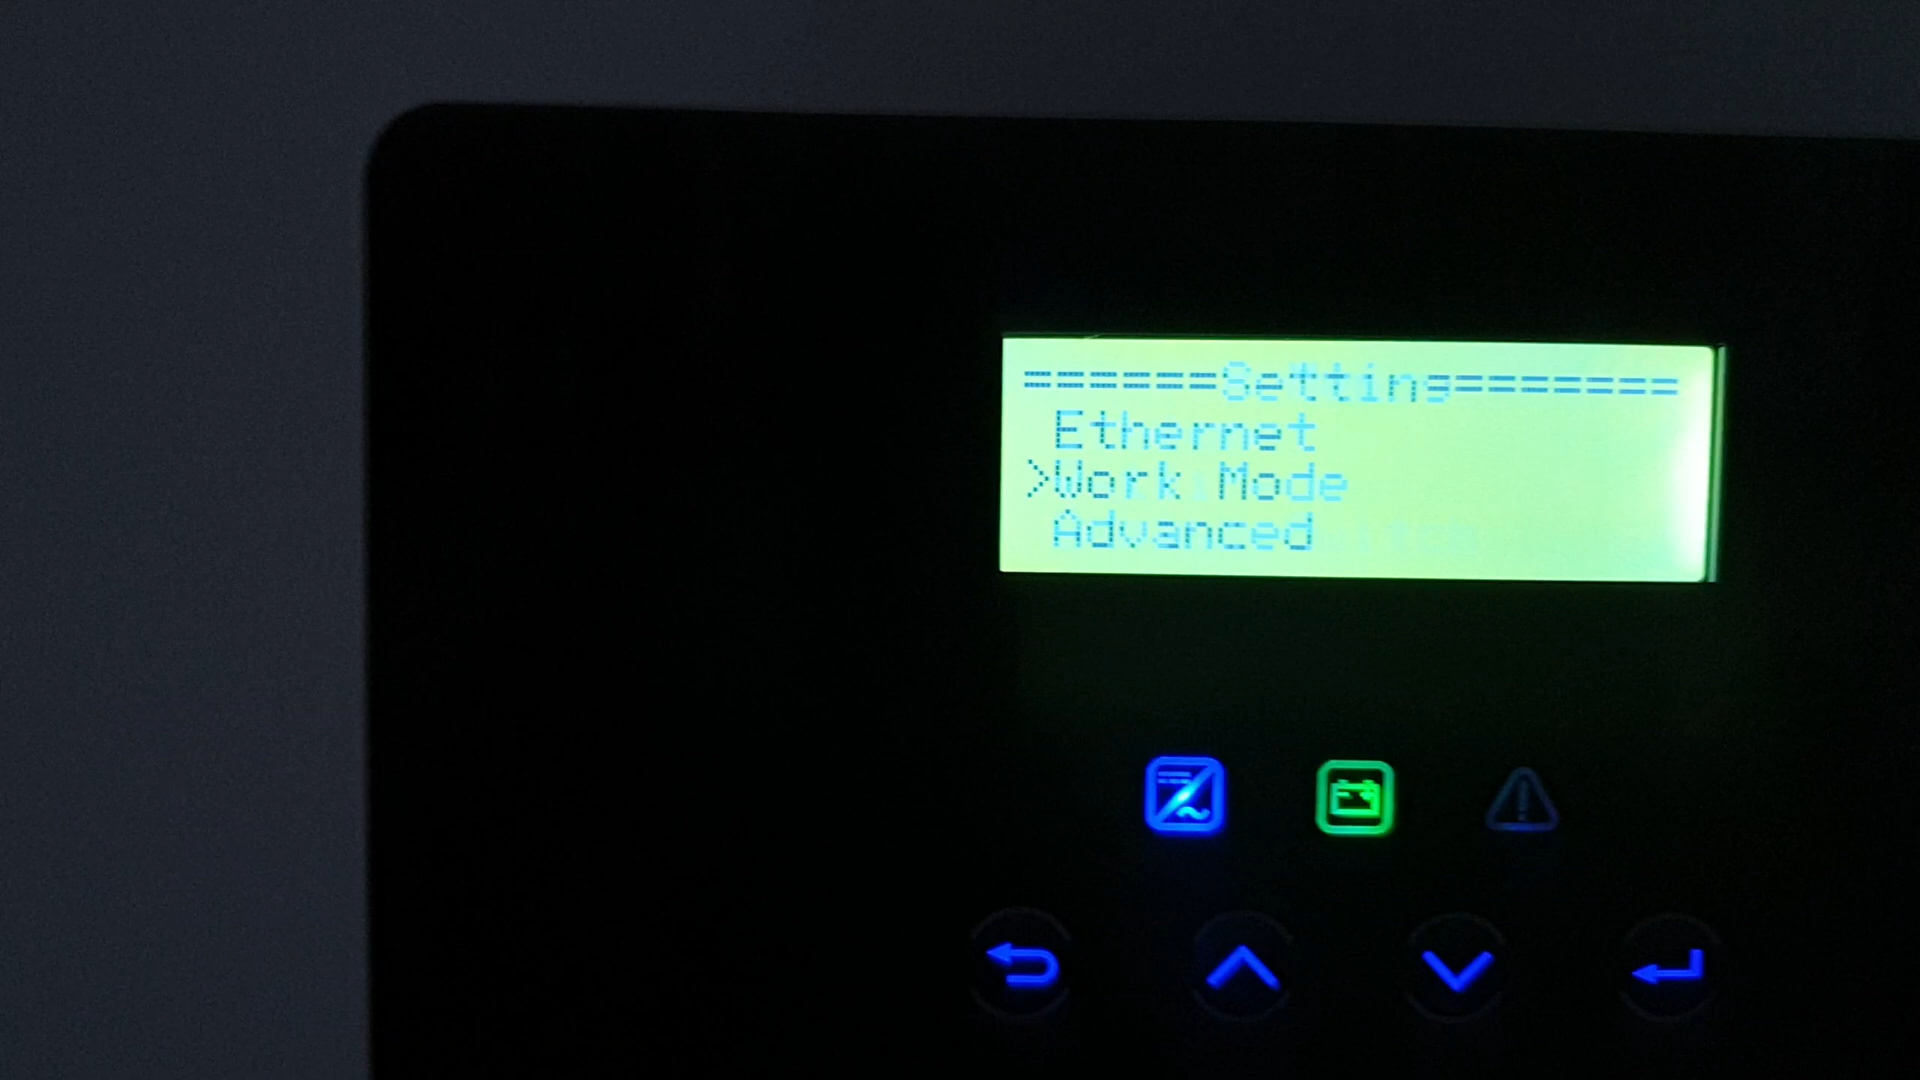 ======Setting=======
Ethernet
>Work Mode
Advanced